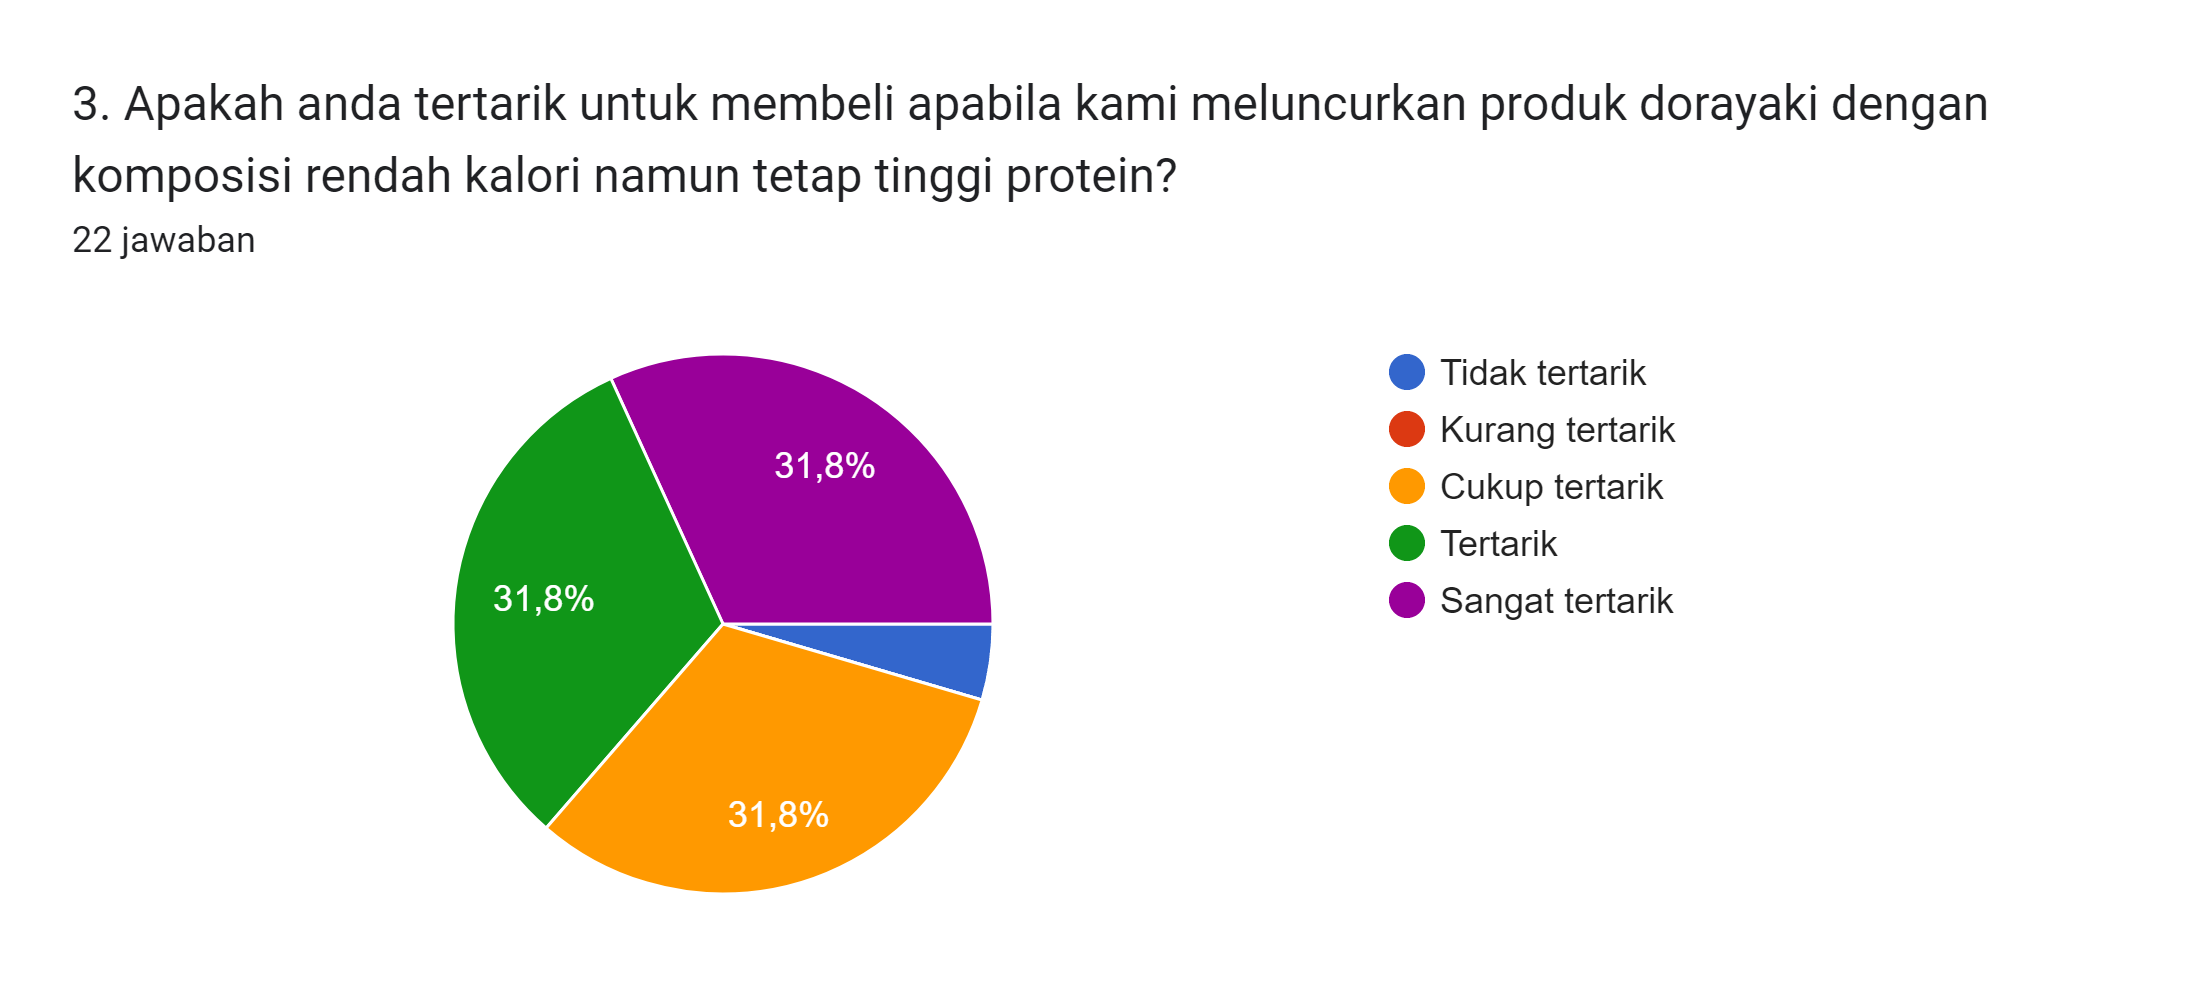 3. Apakah anda tertarik untuk membeli apabila kami meluncurkan produk dorayaki dengan
komposisi rendah kalori namun tetap tinggi protein?
22 jawaban
31,8%
31,8%
31,8%
Tidak tertarik
Kurang tertarik
Cukup tertarik
Tertarik
Sangat tertarik